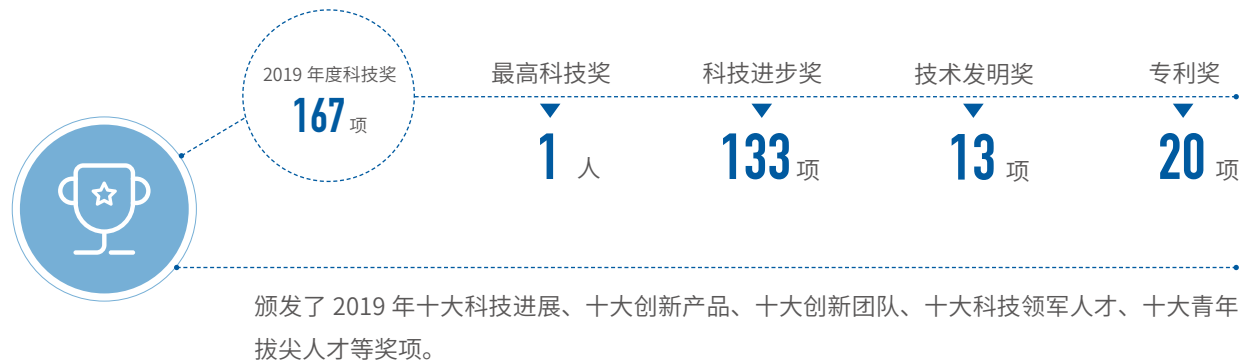 2019 年度科技奖
167 项
最高科技奖
1 人
科技进步奖
133 项
技术发明奖
13 项
专利奖
20 项
颁发了 2019 年十大科技进展、十大创新产品、十大创新团队、十大科技领军人才、十大青年
拔尖人才等奖项。